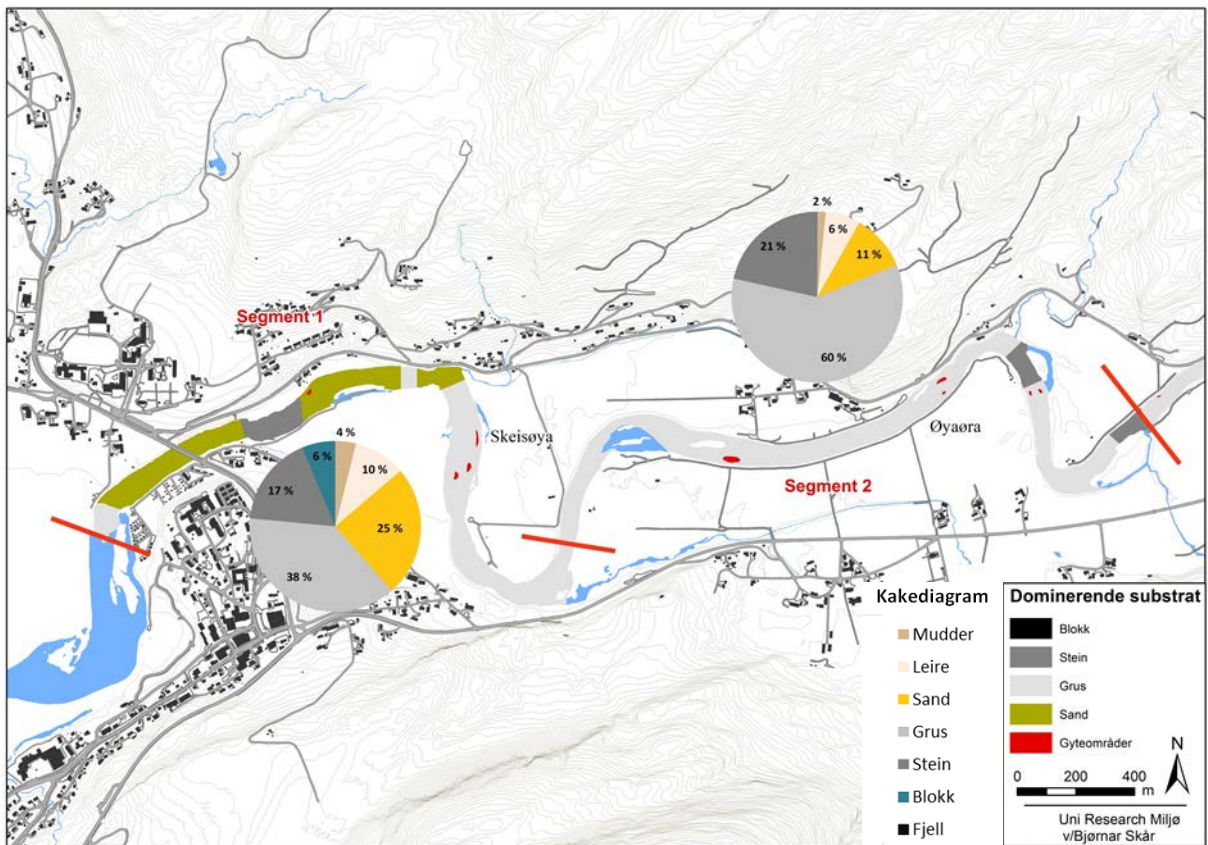 2 %
6 %
11 %
21 %
60 %
Segment 1
Skeisøya
Øyaøra
Segment 2
4 %
6 %
10 %
17 %
25 %
38 %
Kakediagram
Mudder
Leire
Sand
Grus
Stein
Blokk
Fjell
Dominerende substrat
Blokk
Stein
Grus
Sand
Gyteområder
N
0 200 400
m
Uni Research Miljø
v/Bjørnar Skår